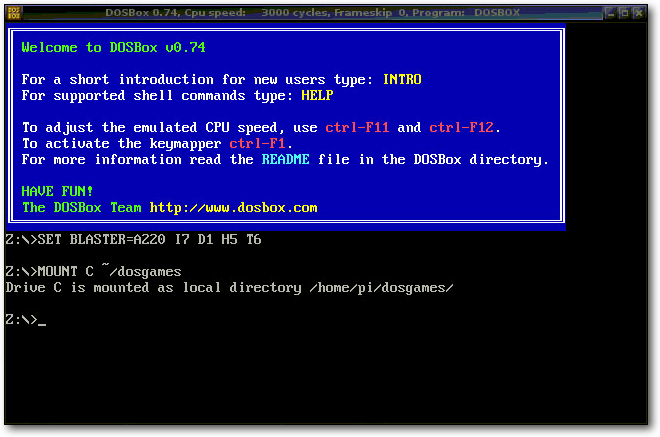 DOSBox 0.74, Cpu speed: 3000 cycles, Frameskip 0, Program: DOSBOX
Welcome to DOSBox v0.74
For a short introduction for new users type: INTRO
For supported shell commands type: HELP
To adjust the emulated CPU speed, use ctrl-F11 and ctrl-F12.
To activate the keymapper ctrl-F1.
For more information read the README file in the DOSBox directory.
HAVE FUN!
The DOSBox Team http://www.dosbox.com
Z:\>SET BLASTER=A220 I7 D1 H5 T6
Z:\>MOUNT C ~/dosgames
Drive C is mounted as local directory /home/pi/dosgames/
Z:\>_